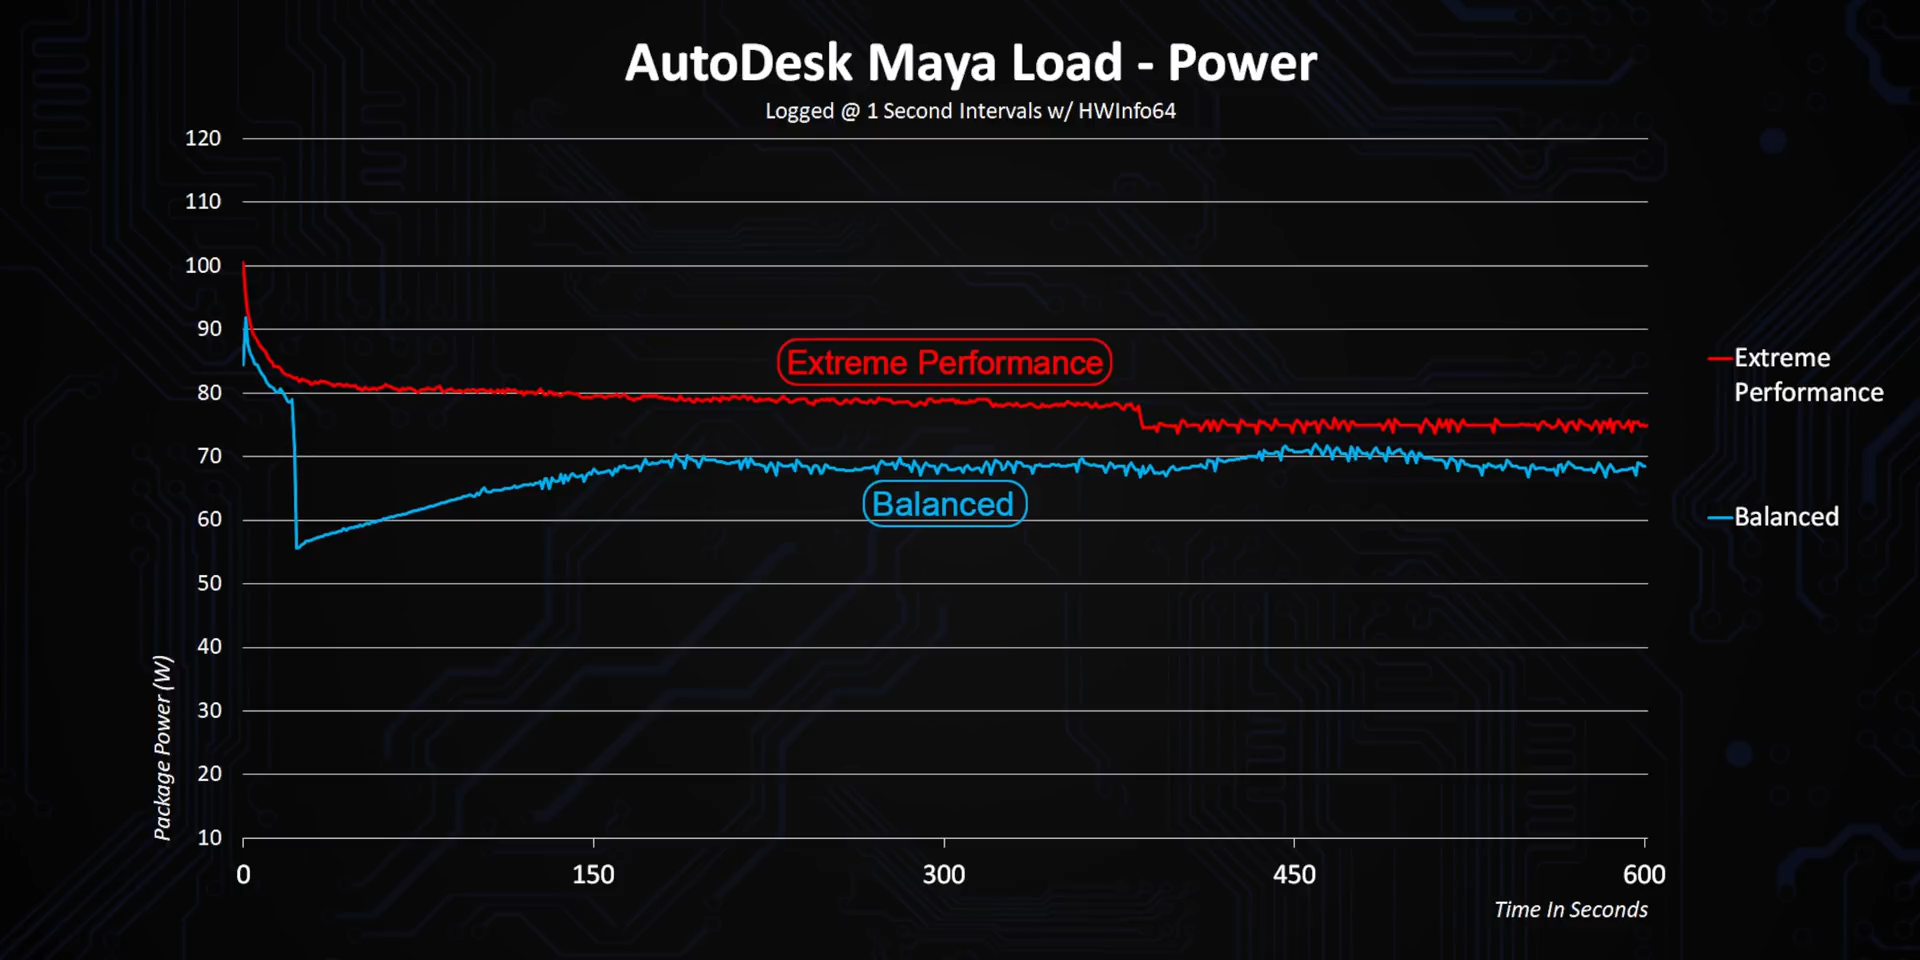 AutoDesk Maya Load - Power
Logged @ 1 Second Intervals w/ HWInfo64
120
110
100
90
80
70
60
50
40
30
20
10
Package Power (W)
0
150
300
450
600
Time In Seconds
Extreme Performance
Balanced
Extreme
Performance
Balanced